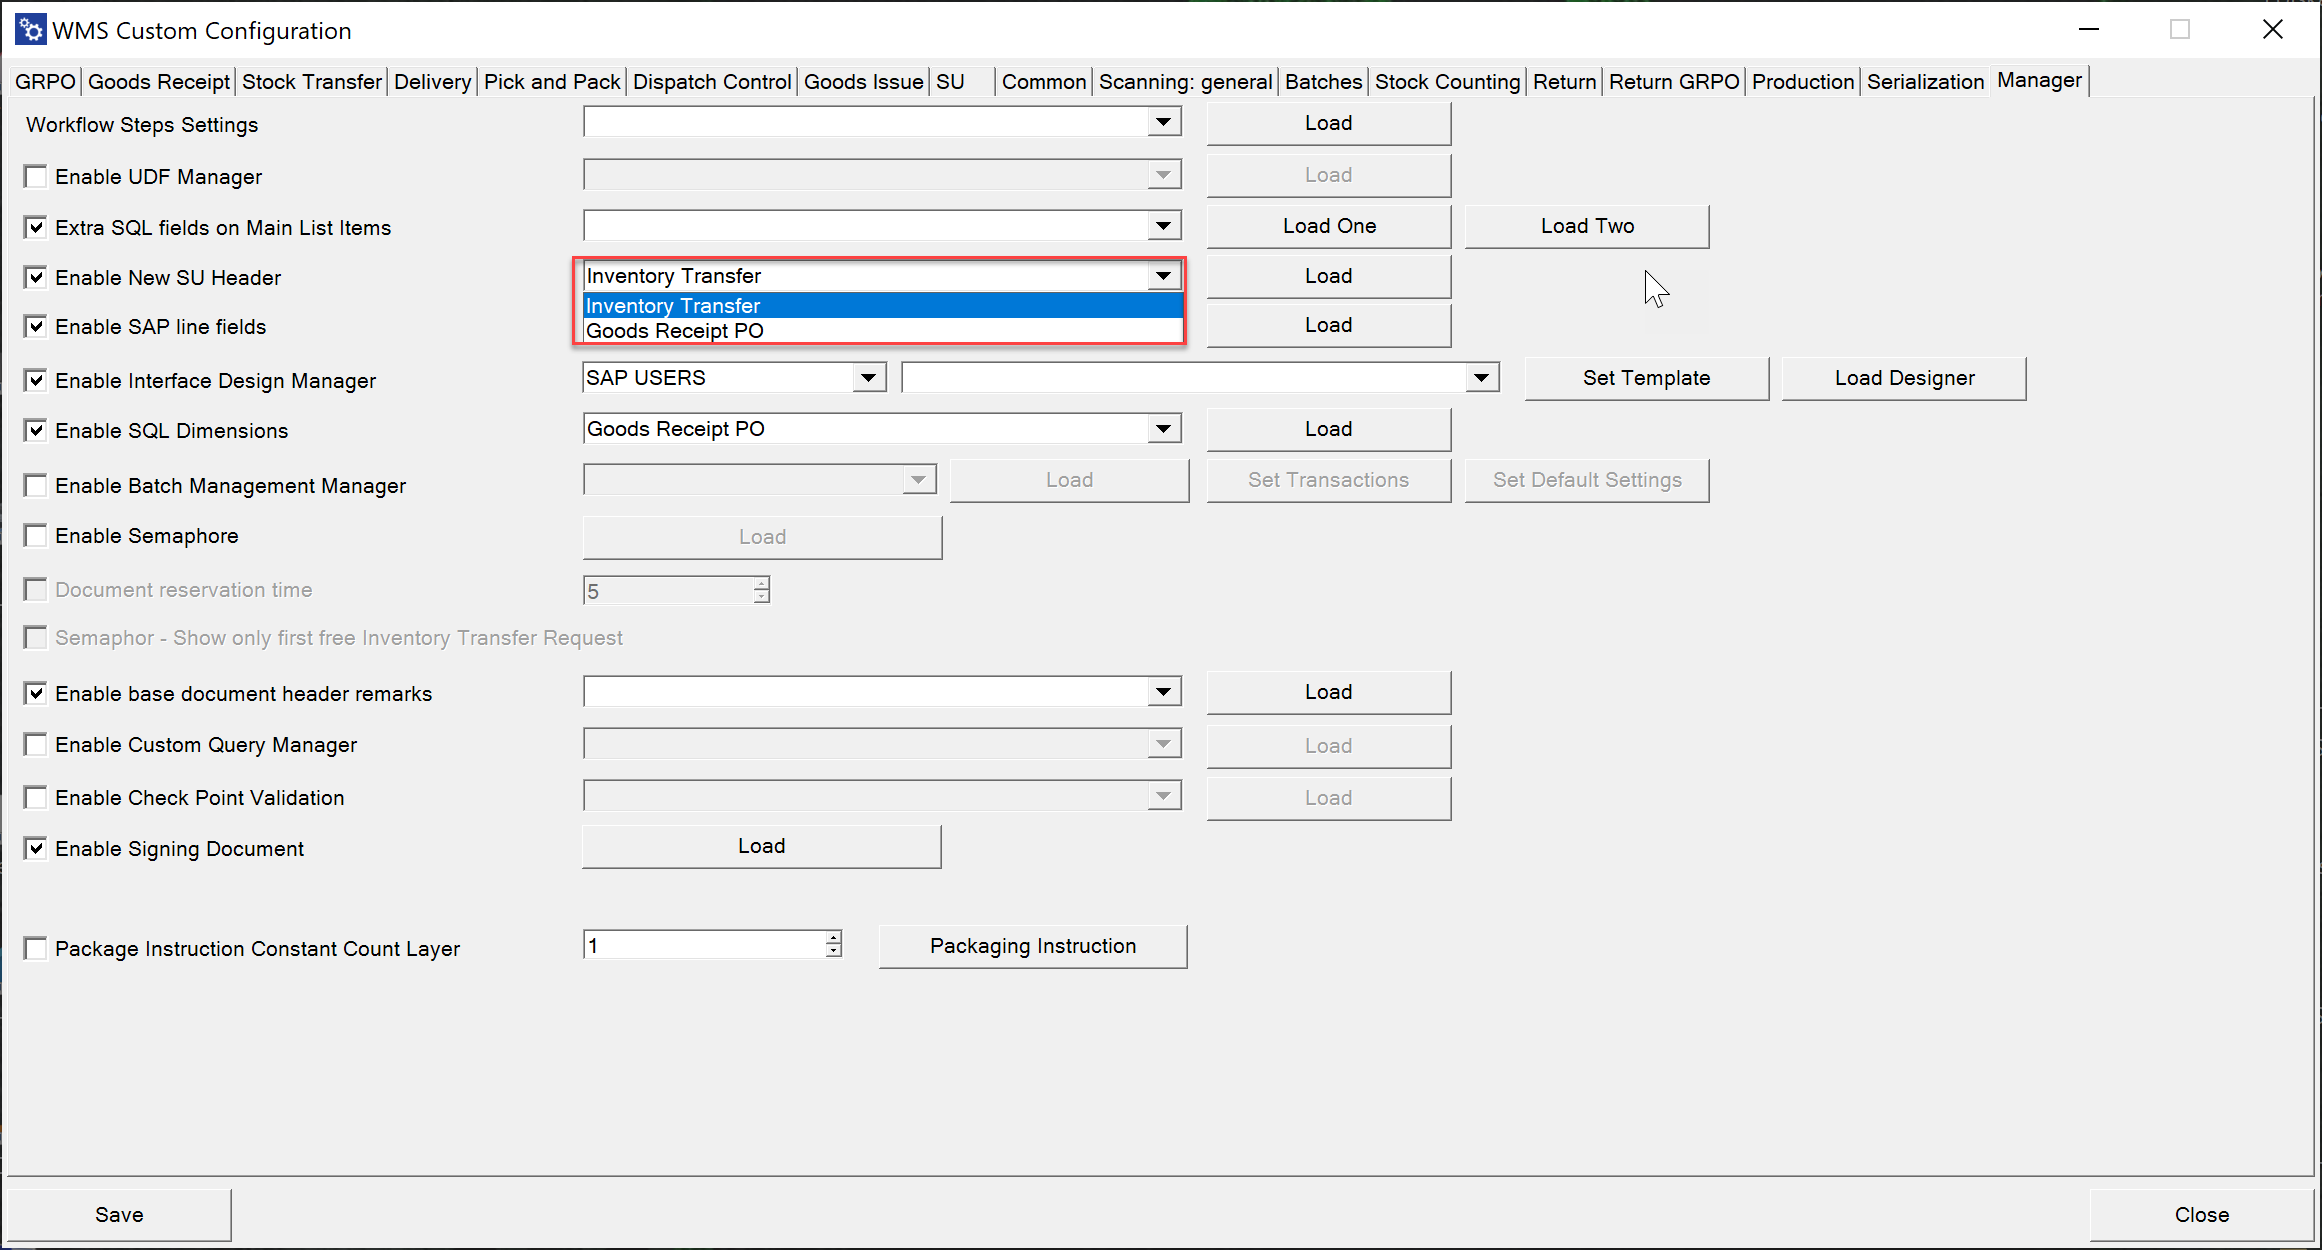 WMS Custom Configuration
GRPO Goods Receipt Stock Transfer Delivery Pick and Pack Dispatch Control Goods Issue SU Common Scanning: general Batches Stock Counting Return Return GRPO Production Serialization Manager
Workflow Steps Settings Load
Enable UDF Manager Load
Extra SQL fields on Main List Items Load One Load Two
Enable New SU Header Inventory Transfer Load
Inventory Transfer
Enable SAP line fields Goods Receipt PO Load
Enable Interface Design Manager SAP USERS Set Template Load Designer
Enable SQL Dimensions Goods Receipt PO Load
Enable Batch Management Manager Load Set Transactions Set Default Settings
Enable Semaphore Load
Document reservation time 5
Semaphor - Show only first free Inventory Transfer Request
Enable base document header remarks Load
Enable Custom Query Manager Load
Enable Check Point Validation Load
Enable Signing Document Load
Package Instruction Constant Count Layer 1 Packaging Instruction
Save Close